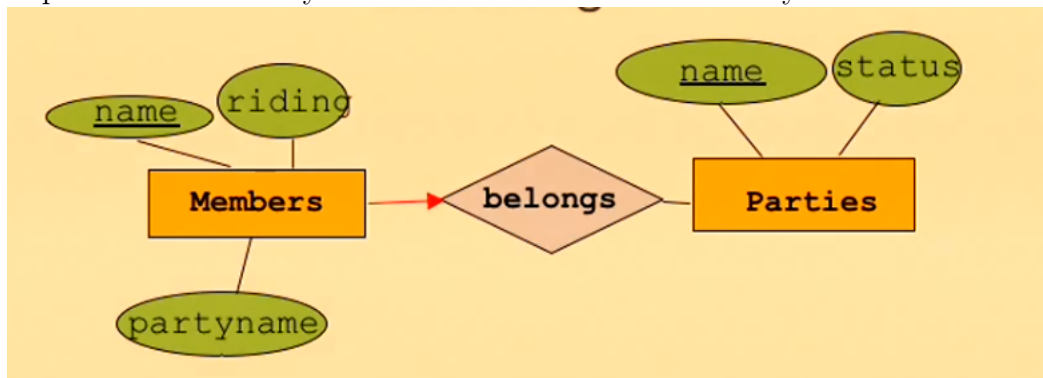 name
riding
name
status
Members
belongs
Parties
partyname